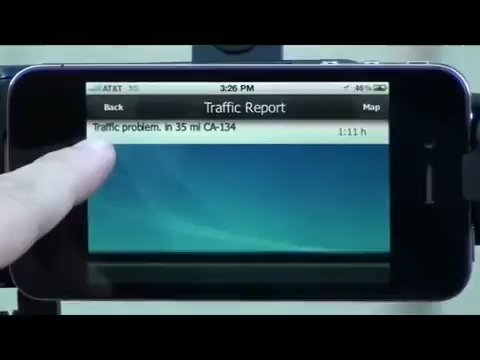 AT&T 3G 3:26 PM 46%
Back Traffic Report Map
Traffic problem. in 35 mi CA-134
1:11 h